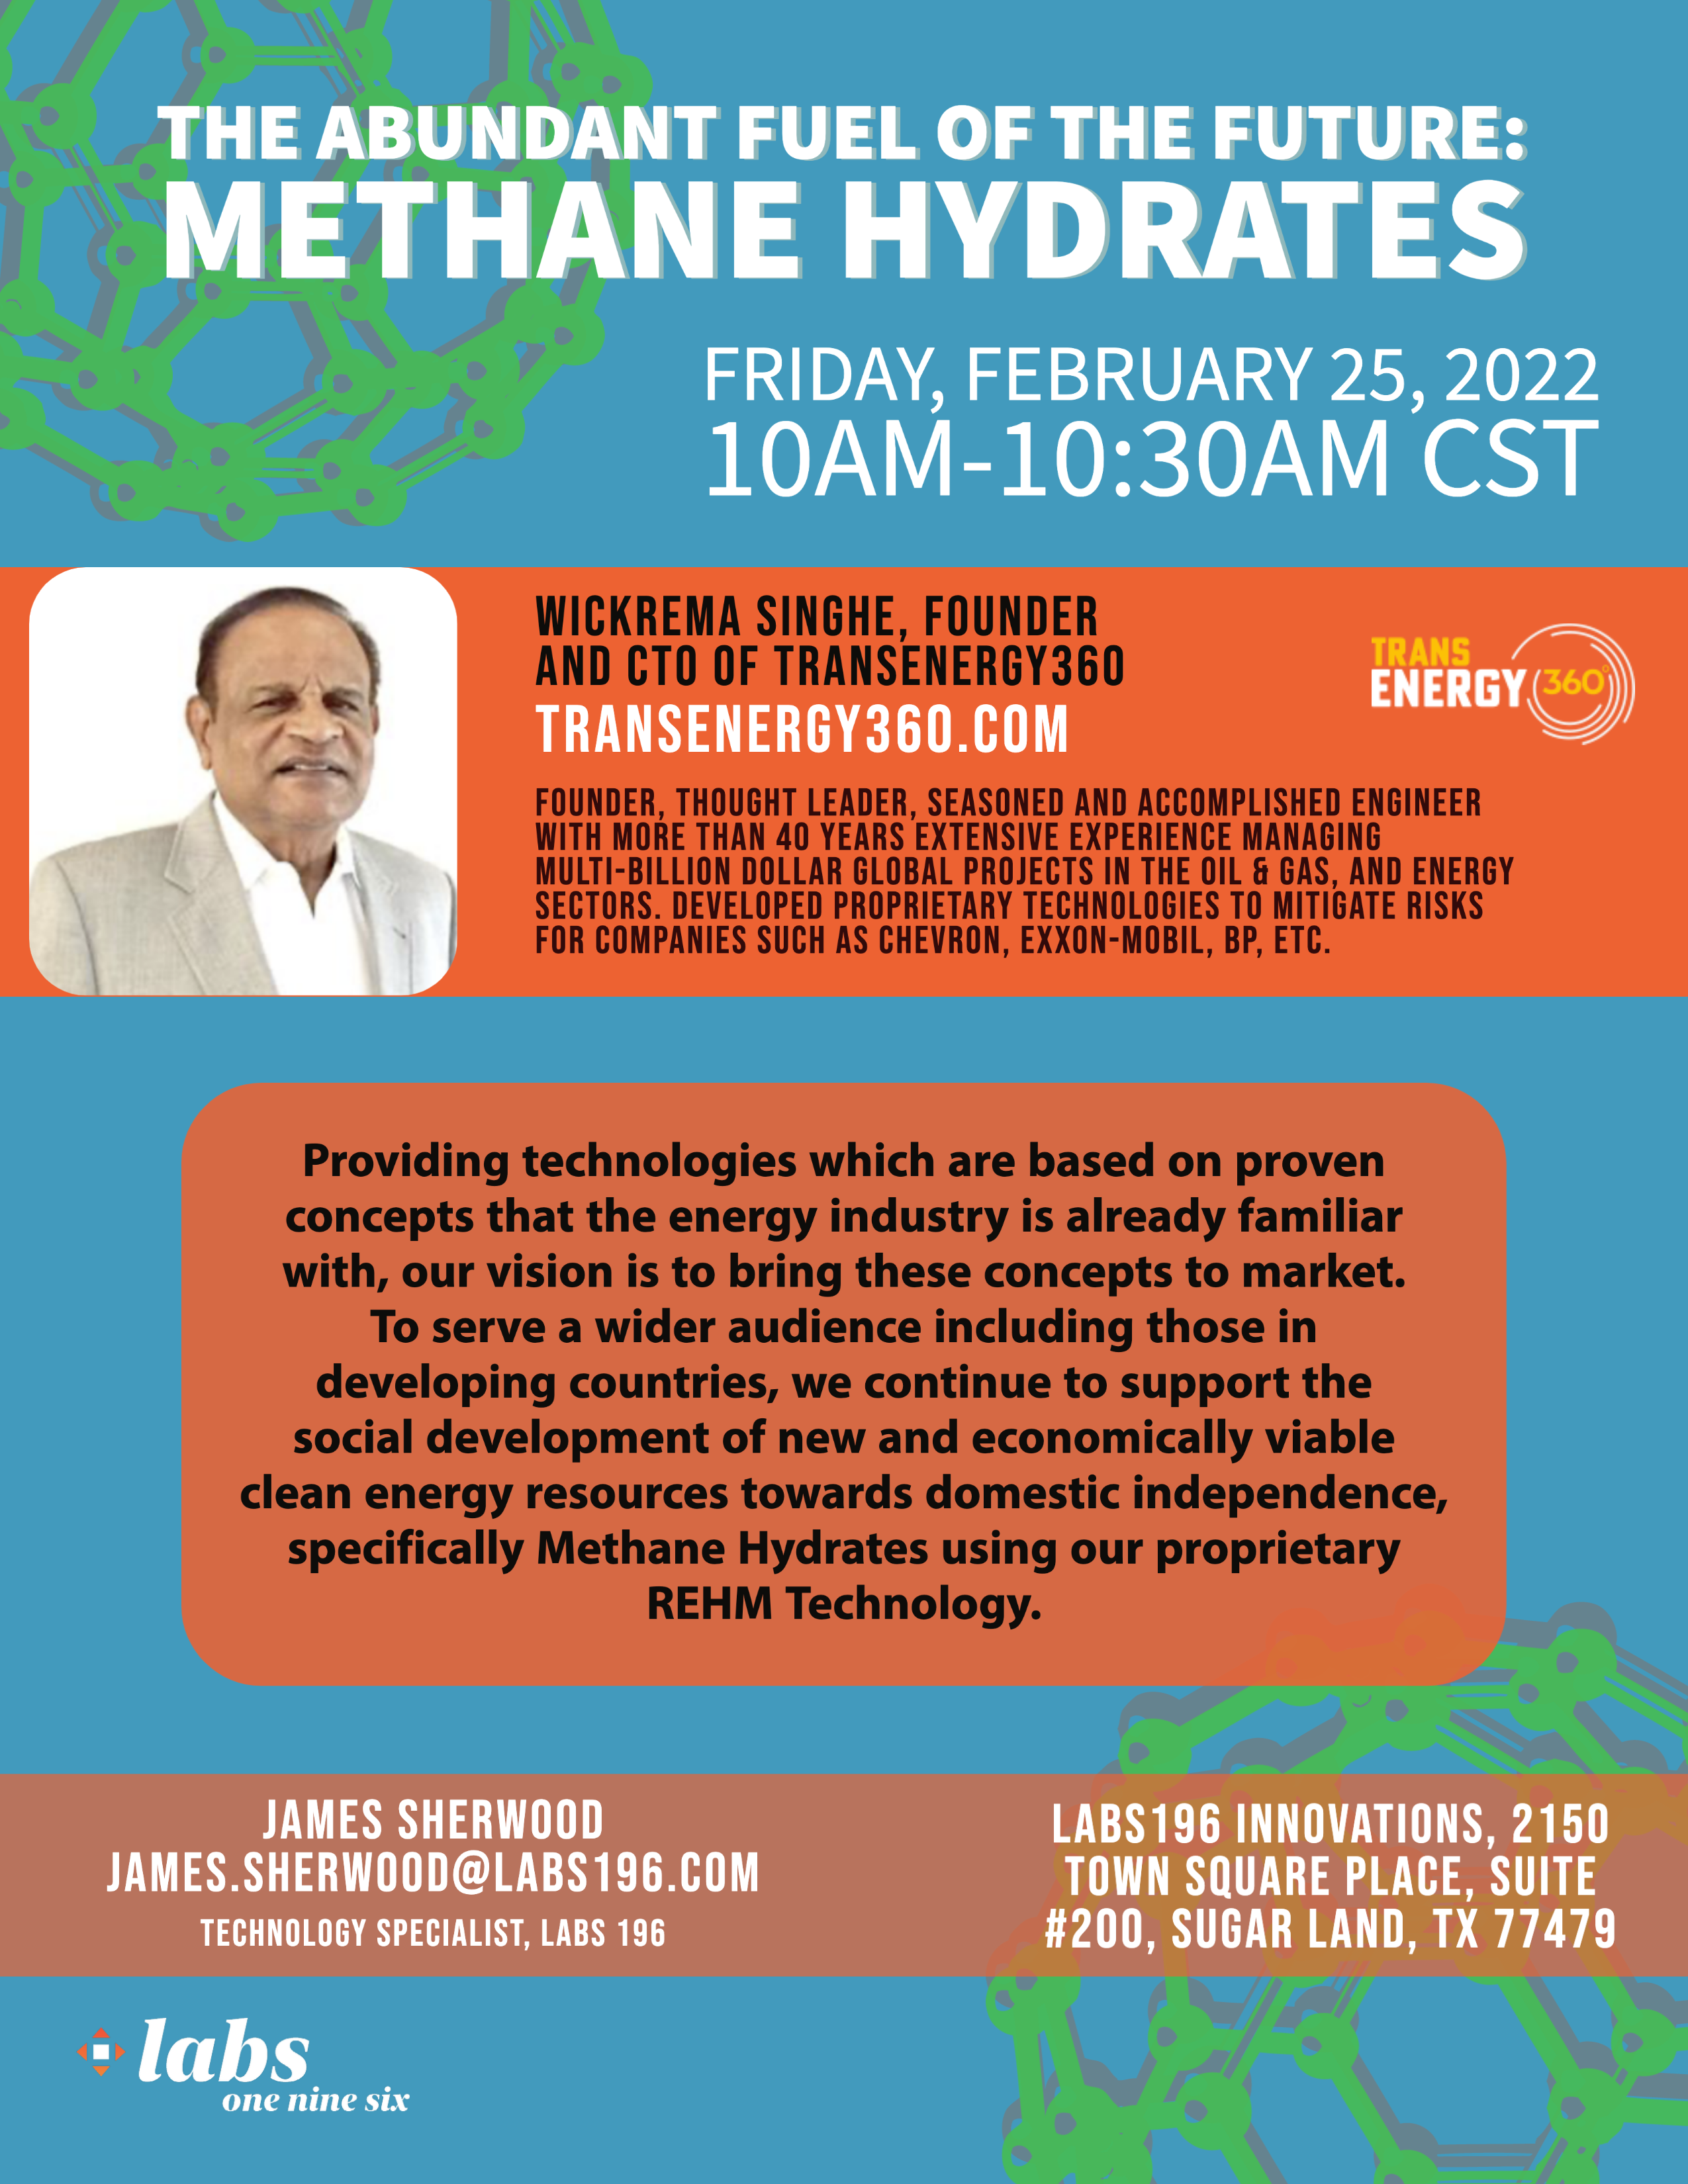 THE ABUNDANT FUEL OF THE FUTURE:
METHANE HYDRATES
FRIDAY, FEBRUARY 25, 2022
10AM-10:30AM CST
WICKREMA SINGHE, FOUNDER
AND CTO OF TRANSENERGY360
TRANSENERGY360.COM
TRANS
ENERGY 360°
FOUNDER, THOUGHT LEADER, SEASONED AND ACCOMPLISHED ENGINEER
WITH MORE THAN 40 YEARS EXTENSIVE EXPERIENCE MANAGING
MULTI-BILLION DOLLAR GLOBAL PROJECTS IN THE OIL & GAS, AND ENERGY
SECTORS. DEVELOPED PROPRIETARY TECHNOLOGIES TO MITIGATE RISKS
FOR COMPANIES SUCH AS CHEVRON, EXXON-MOBIL, BP, ETC.
Providing technologies which are based on proven
concepts that the energy industry is already familiar
with, our vision is to bring these concepts to market.
To serve a wider audience including those in
developing countries, we continue to support the
social development of new and economically viable
clean energy resources towards domestic independence,
specifically Methane Hydrates using our proprietary
REHM Technology.
JAMES SHERWOOD
JAMES.SHERWOOD@LABS196.COM
TECHNOLOGY SPECIALIST, LABS 196
LABS196 INNOVATIONS, 2150
TOWN SQUARE PLACE, SUITE
#200, SUGAR LAND, TX 77479
labs
one nine six